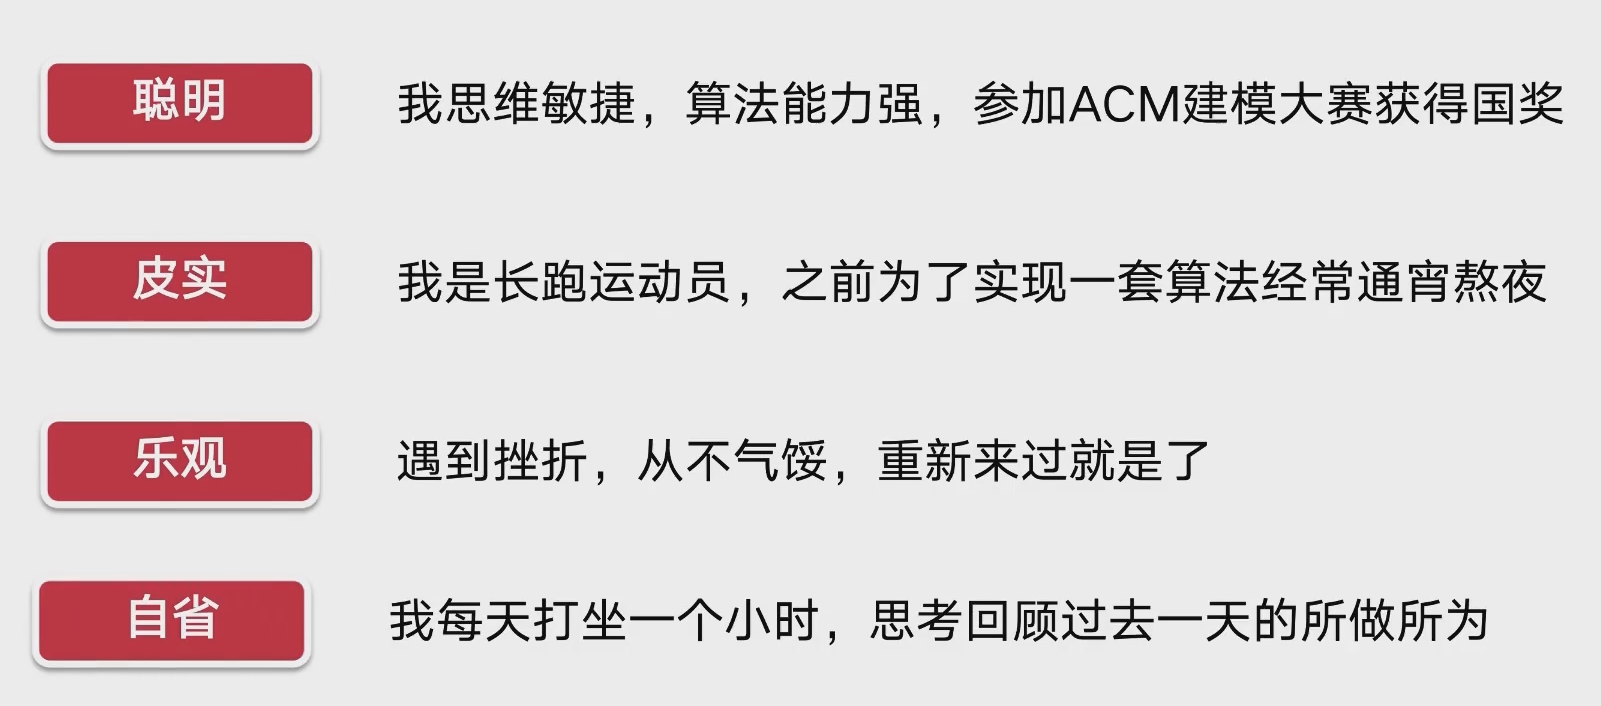 聪明 我思维敏捷，算法能力强，参加ACM建模大赛获得国奖
皮实 我是长跑运动员，之前为了实现一套算法经常通宵熬夜
乐观 遇到挫折，从不气馁，重新来过就是了
自省 我每天打坐一个小时，思考回顾过去一天的所做所为